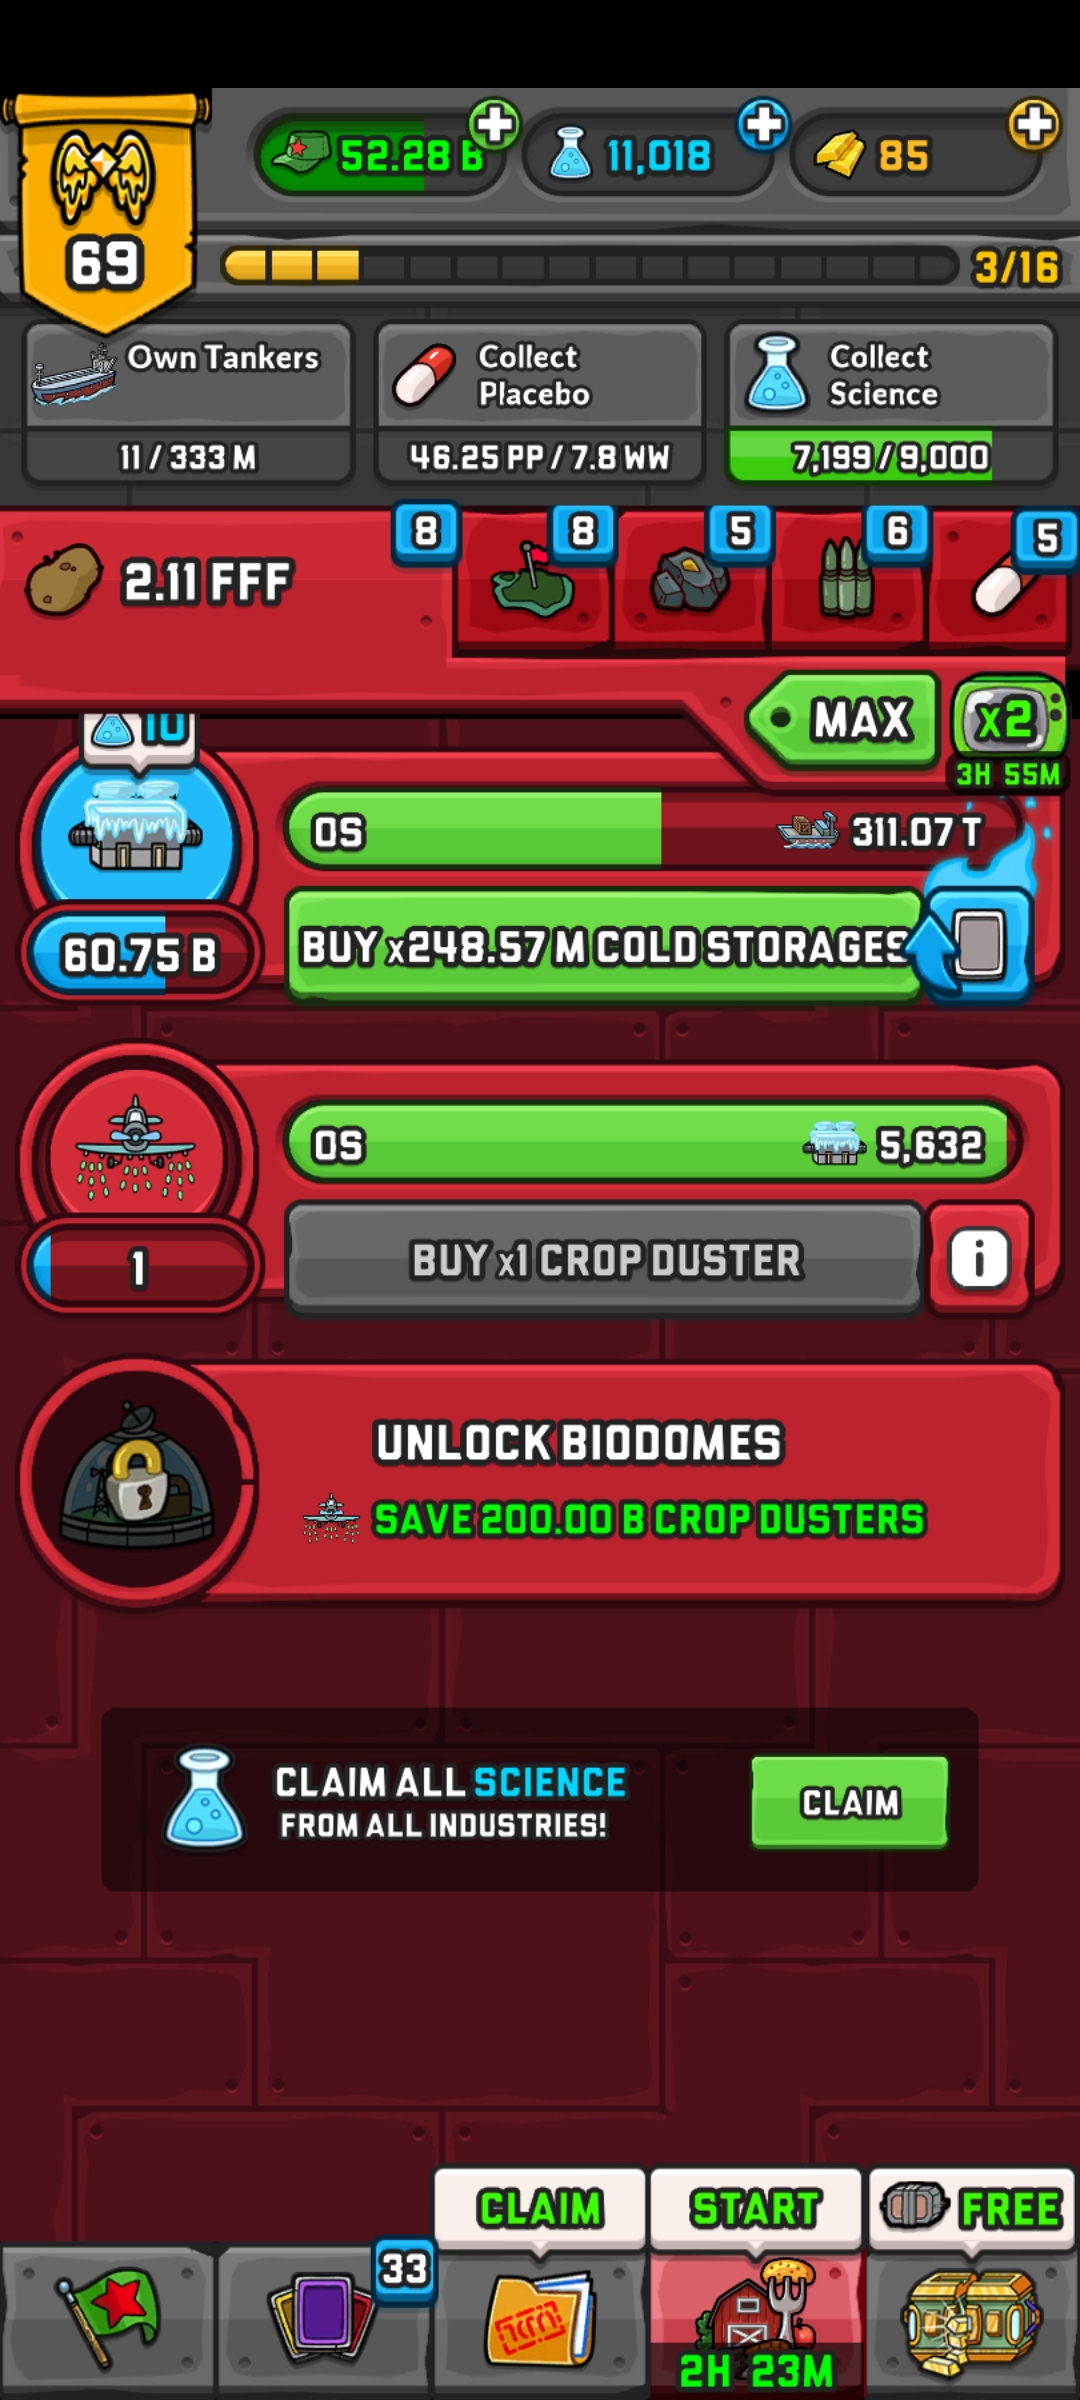 69
52.28 B
11,018
85
3/16
Own Tankers
11 / 333 M
Collect
Placebo
46.25 PP / 7.8 WW
Collect
Science
7,199 / 9,000
2.11 FFF
8
8
5
6
5
MAX
x2
3H 55M
10
0S
311.07 T
60.75 B
BUY x248.57 M COLD STORAGES
0S
5,632
1
BUY x1 CROP DUSTER
i
UNLOCK BIODOMES
SAVE 200.00 B CROP DUSTERS
CLAIM ALL SCIENCE
FROM ALL INDUSTRIES!
CLAIM
CLAIM
START
FREE
33
2H 23M